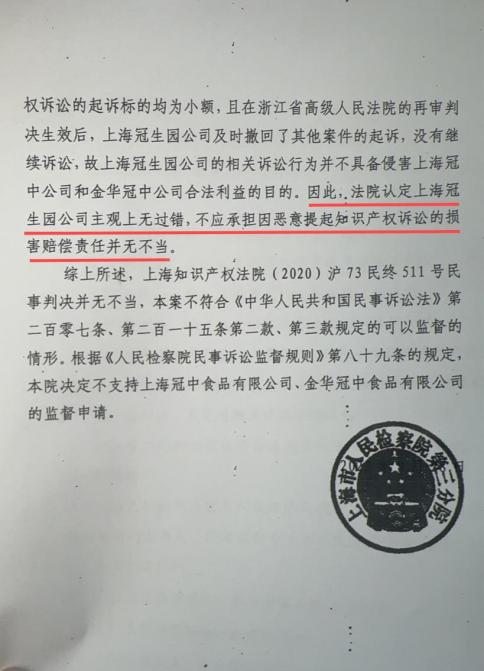 权诉讼的起诉标的均为小额，且在浙江省高级人民法院的再审判
决生效后，上海冠生园公司及时撤回了其他案件的起诉，没有继
续诉讼，故上海冠生园公司的相关诉讼行为并不具备侵害上海冠
中公司和金华冠中公司合法利益的目的。因此，法院认定上海冠
生园公司主观上无过错，不应承担因恶意提起知识产权诉讼的损
害赔偿责任并无不当。
综上所述，上海知识产权法院（2020）沪 73 民终 511 号民
事判决并无不当，本案不符合《中华人民共和国民事诉讼法》第
二百零七条、第二百一十五条第二款、第三款规定的可以监督的
情形。根据《人民检察院民事诉讼监督规则》第八十九条的规定，
本院决定不支持上海冠中食品有限公司、金华冠中食品有限公司
的监督申请。
上海市人民检察院第三分院